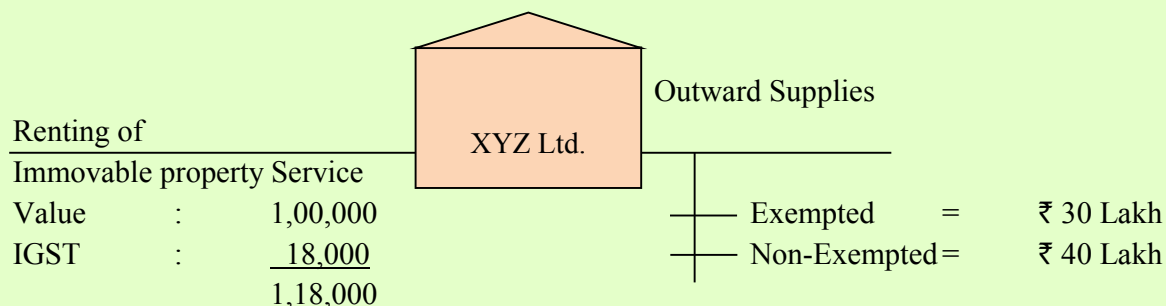 Outward Supplies
Renting of
XYZ Ltd.
Immovable property Service
Value : 1,00,000
Exempted = ₹ 30 Lakh
IGST : 18,000
Non-Exempted = ₹ 40 Lakh
1,18,000